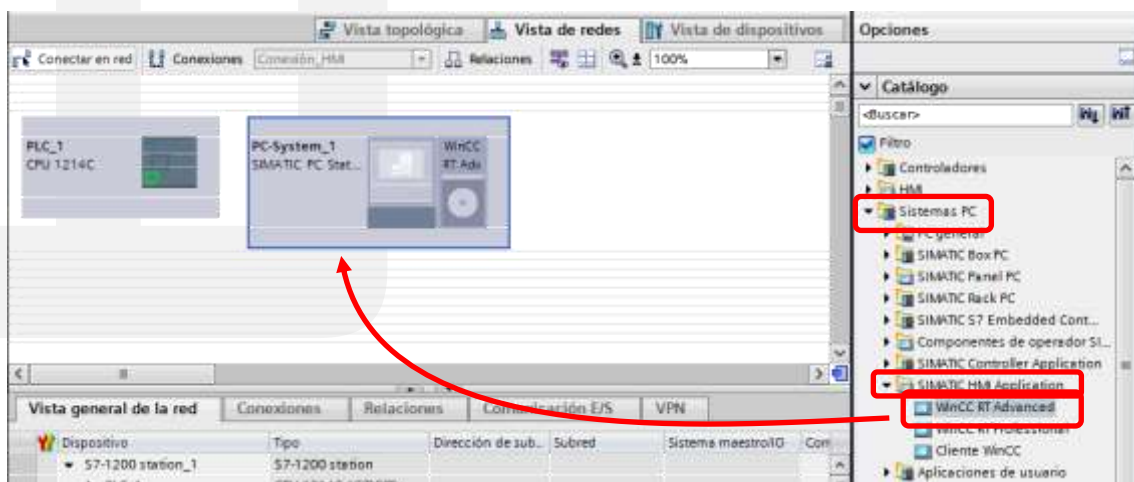 Vista topológica
Vista de redes
Vista de dispositivos
Opciones
Conectar en red
Conexiones
Conexión_HMI
Relaciones
100%
Catálogo
<Buscar>
Filtro
PLC_1
CPU 1214C
PC-System_1
SIMATIC PC Stat...
WinCC
RT Adv
Controladores
HMI
Sistemas PC
PC general
SIMATIC Box PC
SIMATIC Panel PC
SIMATIC Rack PC
SIMATIC S7 Embedded Cont...
Componentes de operador SI...
SIMATIC Controller Application
SIMATIC HMI Application
WinCC RT Advanced
WinCC RT Professional
Cliente WinCC
Aplicaciones de usuario
Vista general de la red
Conexiones
Relaciones
Comunicación E/S
VPN
Dispositivo
Tipo
Dirección de sub...
Subred
Sistema maestro/IO
Com
S7-1200 station_1
S7-1200 station